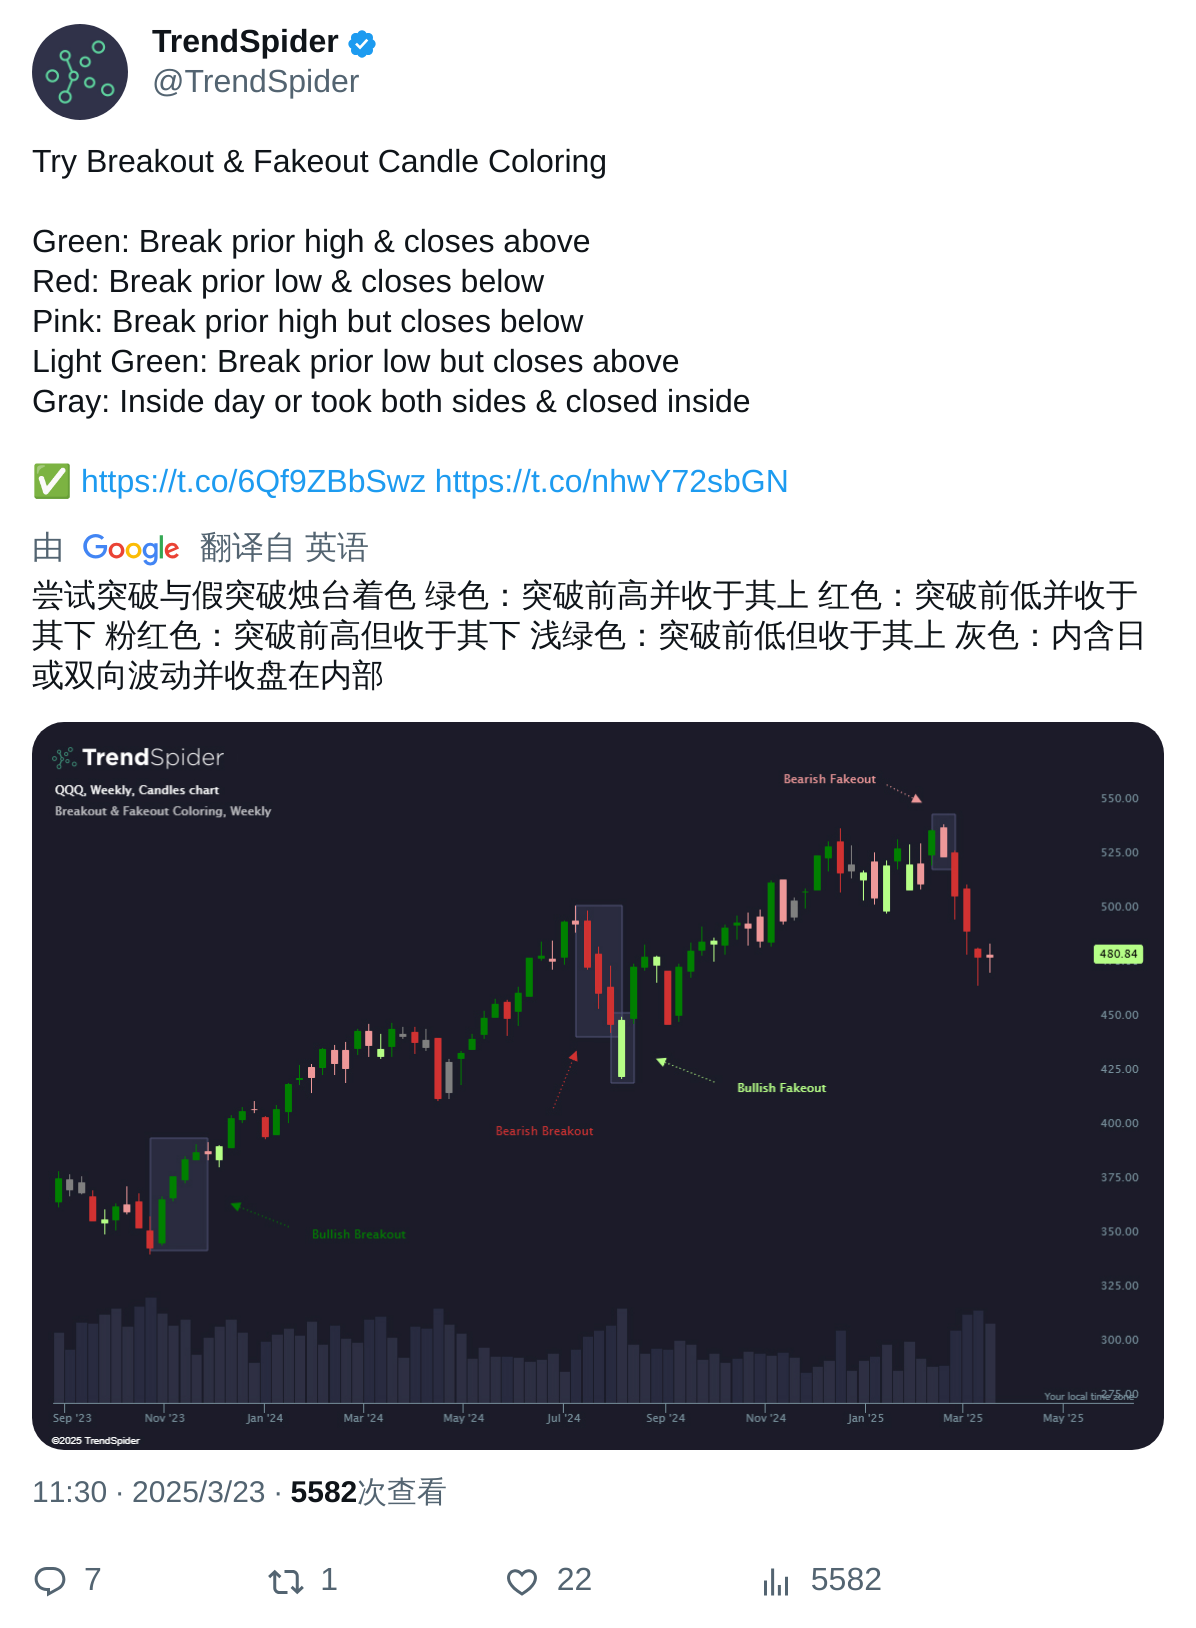 TrendSpider
@TrendSpider
Try Breakout & Fakeout Candle Coloring
Green: Break prior high & closes above
Red: Break prior low & closes below
Pink: Break prior high but closes below
Light Green: Break prior low but closes above
Gray: Inside day or took both sides & closed inside
✅ https://t.co/6Qf9ZBbSwz https://t.co/nhwY72sbGN
由 Google 翻译自 英语
尝试突破与假突破烛台着色 绿色：突破前高并收于其上 红色：突破前低并收于
其下 粉红色：突破前高但收于其下 浅绿色：突破前低但收于其上 灰色：内含日
或双向波动并收盘在内部
TrendSpider
QQQ, Weekly, Candles chart
Breakout & Fakeout Coloring, Weekly
Bearish Fakeout
550.00
525.00
500.00
480.84
450.00
425.00
Bullish Fakeout
400.00
Bearish Breakout
375.00
350.00
Bullish Breakout
325.00
300.00
275.00
Your local time zone
Sep '23 Nov '23 Jan '24 Mar '24 May '24 Jul '24 Sep '24 Nov '24 Jan '25 Mar '25 May '25
©2025 TrendSpider
11:30 · 2025/3/23 · 5582次查看
7 1 22 5582